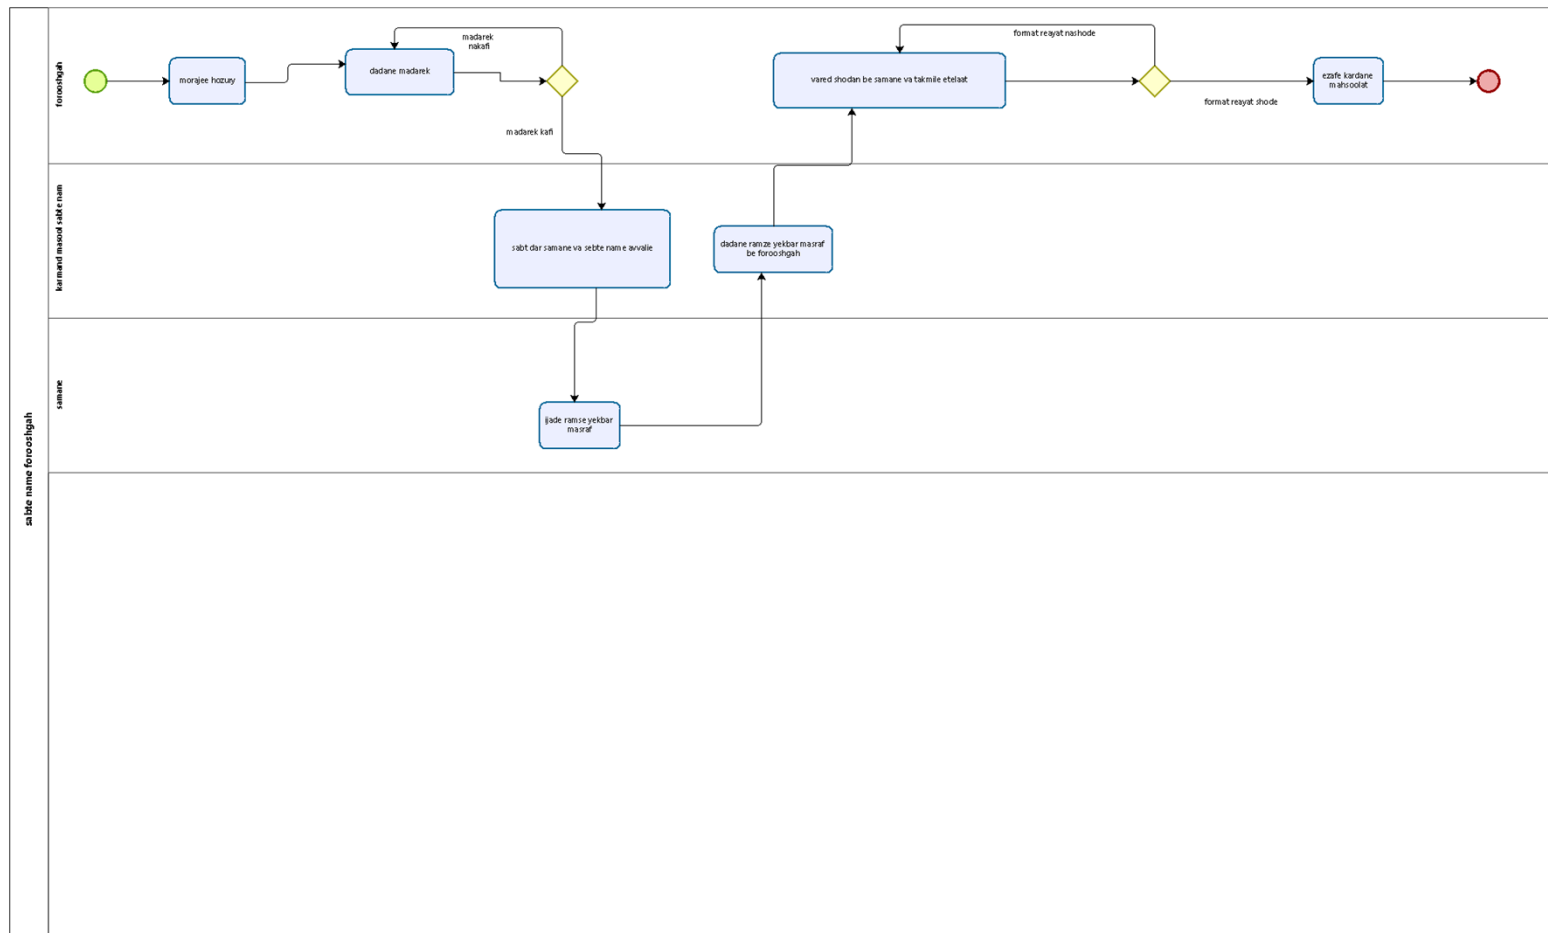 sabte name forooshgah
forooshgah
morajee hozury
dadane madarek
madarek
nakafi
madarek kafi
vared shodan be samane va takmile etelaat
format reayat nashode
format reayat shode
ezafe kardane
mahsoolat
karmand masool sabte nam
sabt dar samane va sebte name avvalie
dadane ramze yekbar masraf
be forooshgah
samane
ijade ramse yekbar
masraf